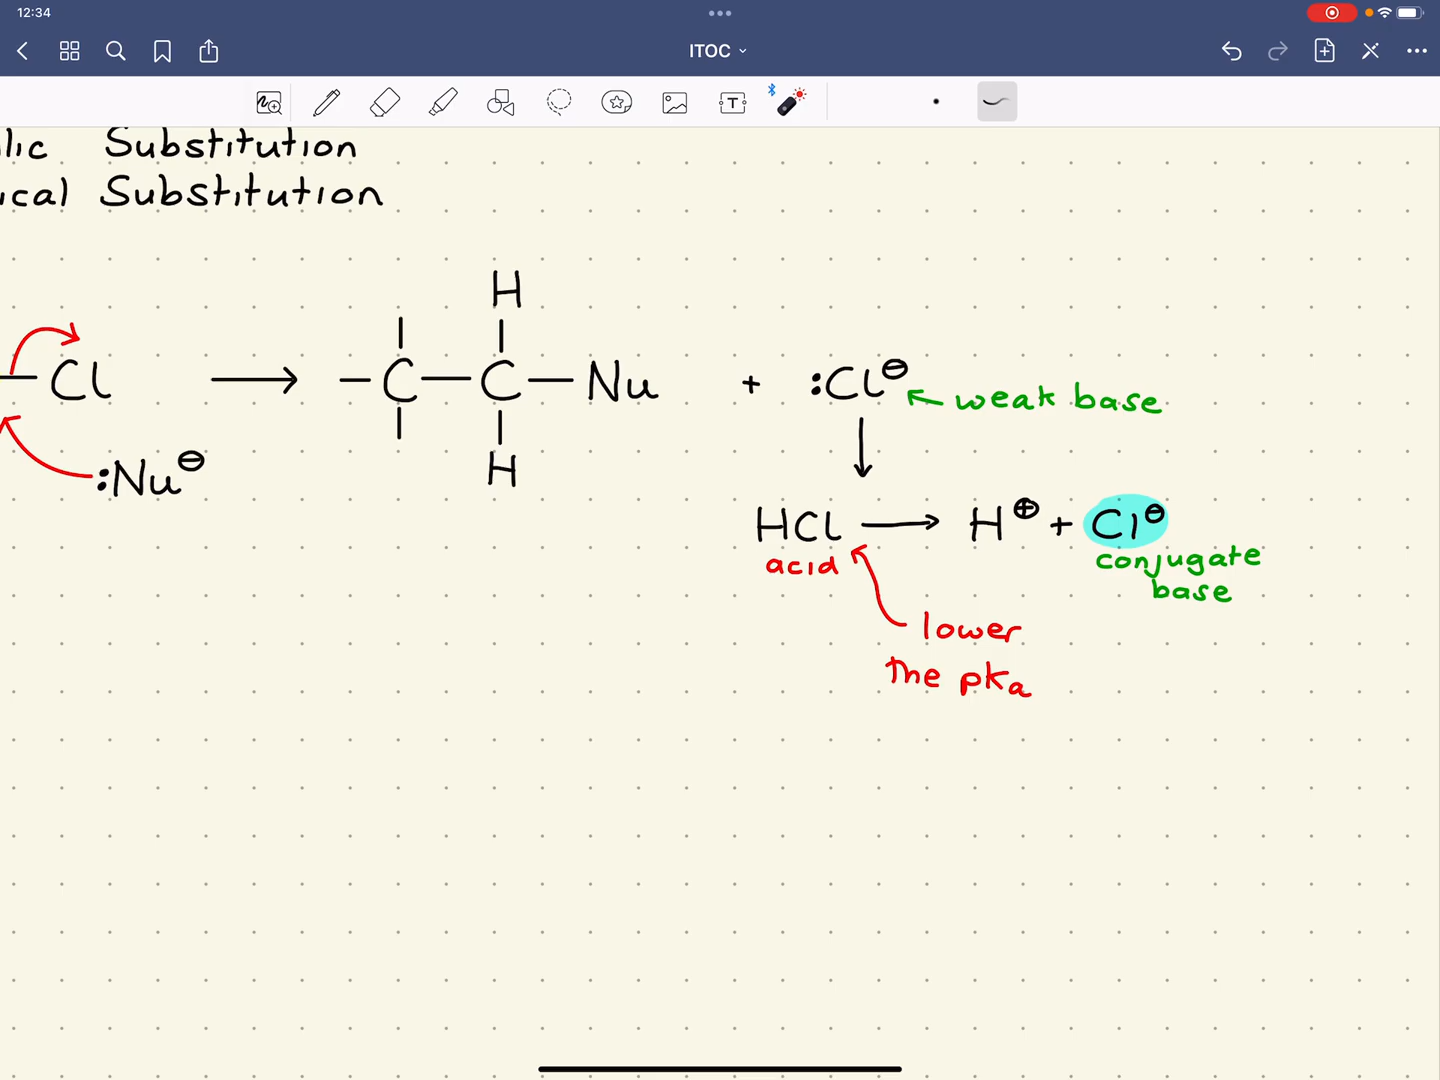 12:34
ITOC
lic Substitution
ical Substitution
H
Cl ⟶ – C – C – Nu + :Cl⊖ weak base
:Nu⊖
H
HCl ⟶ H⊕ + Cl⊖
acid
conjugate
base
lower
the pKa